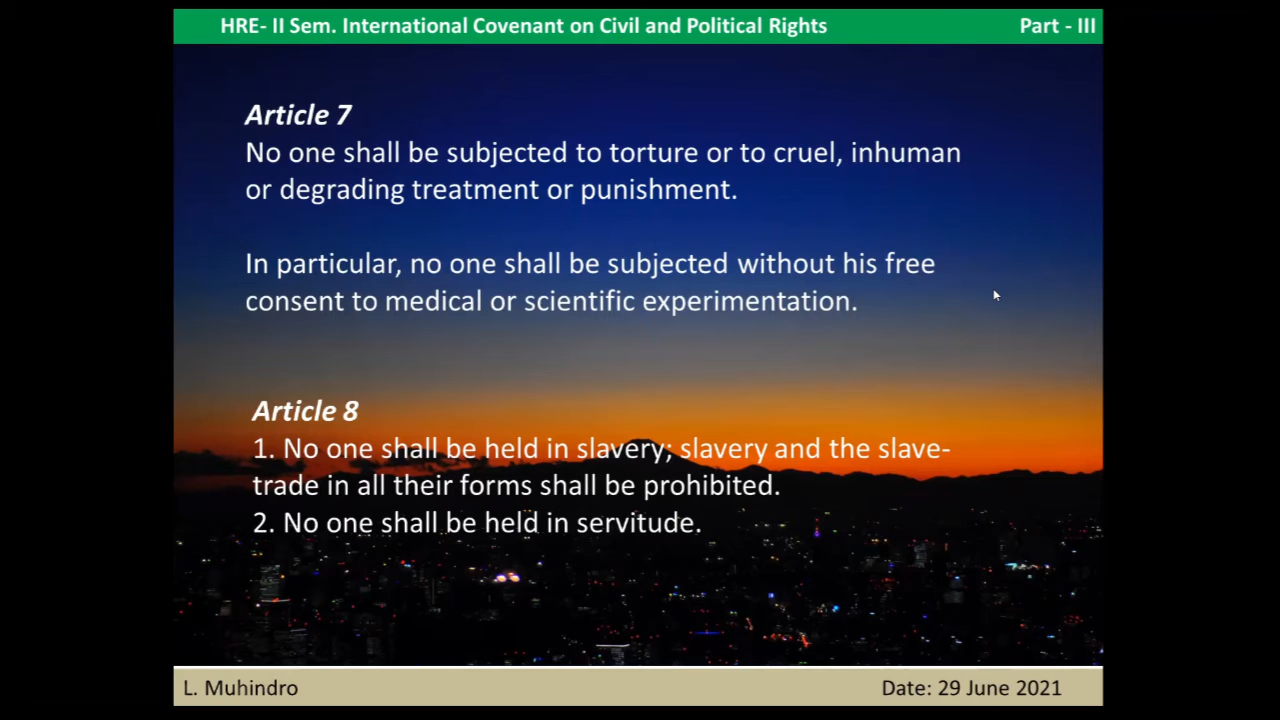 HRE- II Sem. International Covenant on Civil and Political Rights
Part - III
Article 7
No one shall be subjected to torture or to cruel, inhuman
or degrading treatment or punishment.
In particular, no one shall be subjected without his free
consent to medical or scientific experimentation.
Article 8
1. No one shall be held in slavery; slavery and the slave-
trade in all their forms shall be prohibited.
2. No one shall be held in servitude.
L. Muhindro
Date: 29 June 2021